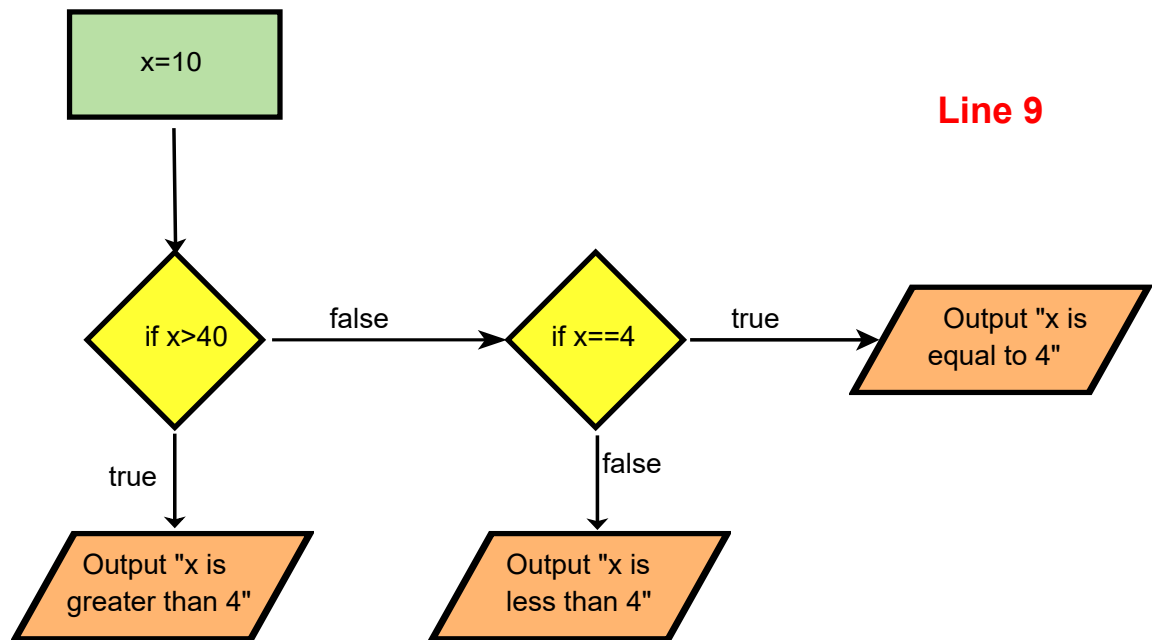 x=10
Line 9
if x>40
false
if x==4
true
Output "x is
equal to 4"
true
false
Output "x is
greater than 4"
Output "x is
less than 4"